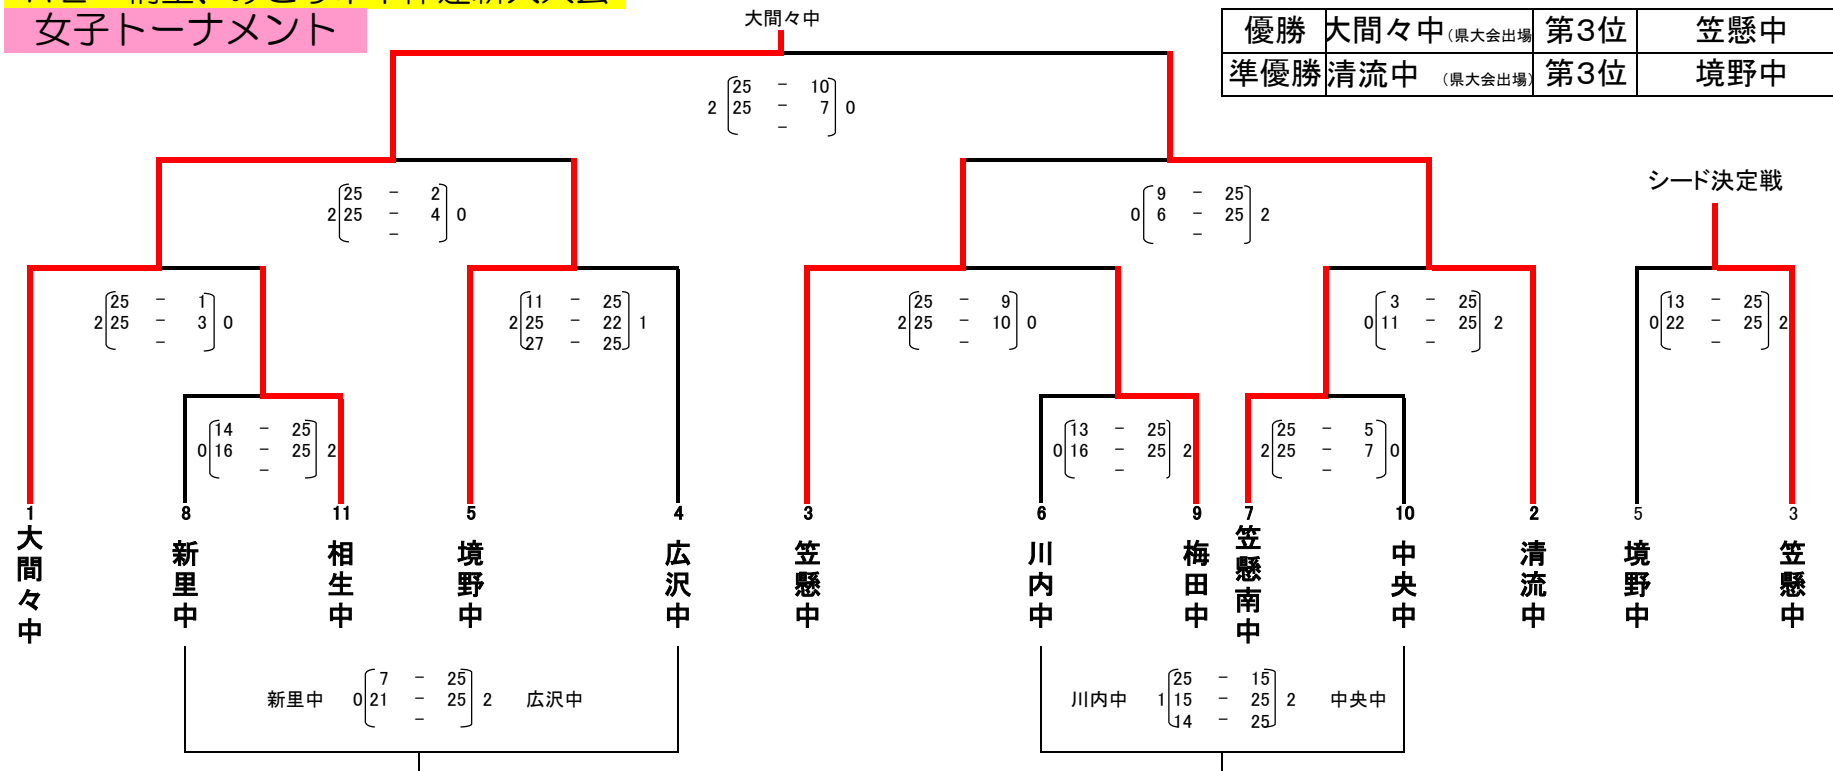 女子トーナメント
大間々中
優勝 大間々中(県大会出場 第3位 笠懸中
準優勝 清流中 (県大会出場) 第3位 境野中
25 - 10
2 25 - 7 0
-
シード決定戦
25 - 2
2 25 - 4 0
-
9 - 25
0 6 - 25 2
-
25 - 1
2 25 - 3 0
-
11 - 25
2 25 - 22 1
27 - 25
25 - 9
2 25 - 10 0
-
3 - 25
0 11 - 25 2
-
13 - 25
0 22 - 25 2
-
14 - 25
0 16 - 25 2
-
13 - 25
0 16 - 25 2
-
25 - 5
2 25 - 7 0
-
1 8 11 5 4 3 6 9 7 10 2 5 3
大間々中
新里中
相生中
境野中
広沢中
笠懸中
川内中
梅田中
笠懸南中
中央中
清流中
境野中
笠懸中
7 - 25
新里中 0 21 - 25 2 広沢中
-
25 - 15
川内中 1 15 - 25 2 中央中
14 - 25